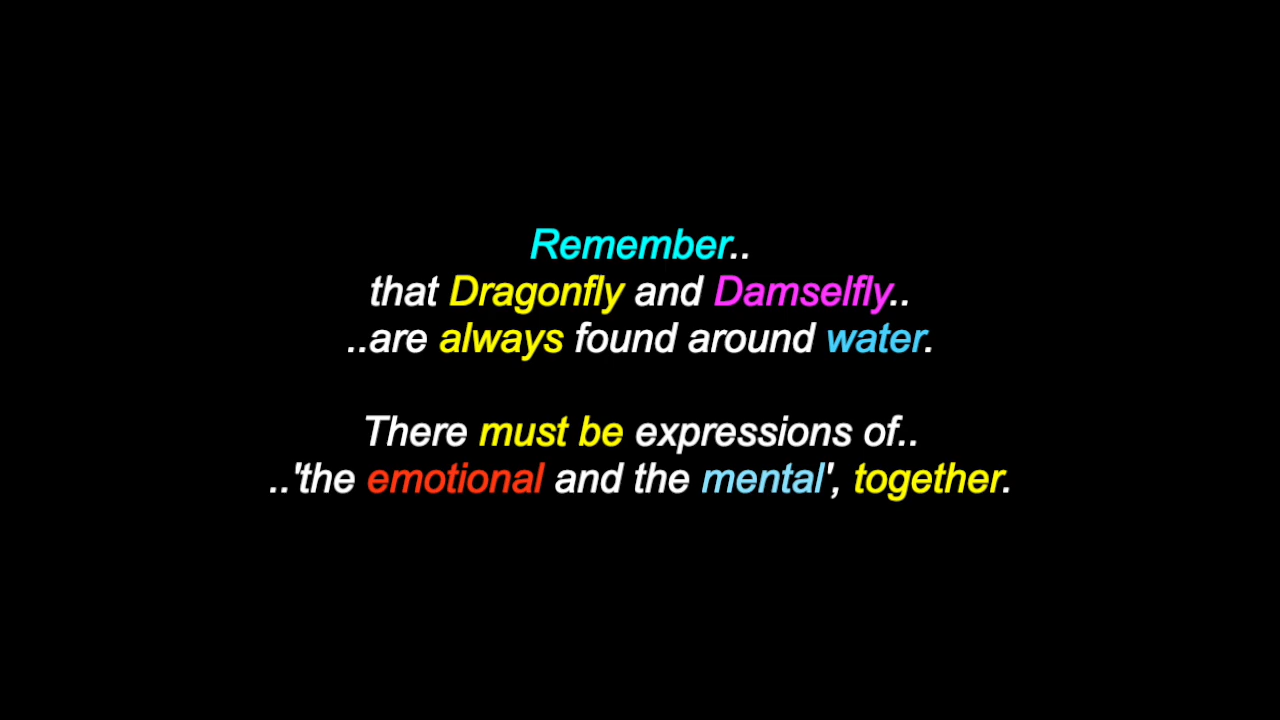 Remember..
that Dragonfly and Damselfly..
..are always found around water.
There must be expressions of..
..'the emotional and the mental', together.